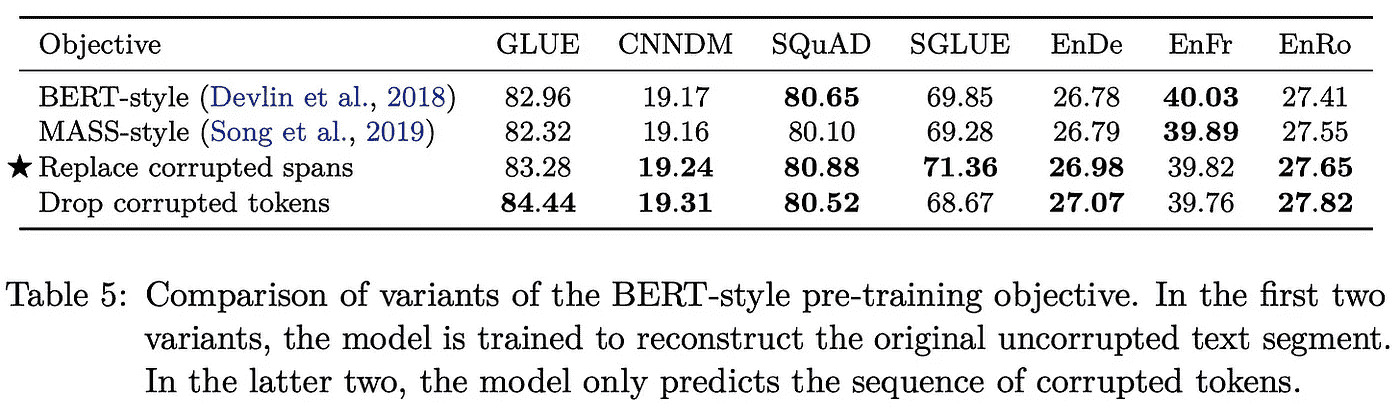 Objective GLUE CNNDM SQuAD SGLUE EnDe EnFr EnRo
BERT-style (Devlin et al., 2018) 82.96 19.17 80.65 69.85 26.78 40.03 27.41
MASS-style (Song et al., 2019) 82.32 19.16 80.10 69.28 26.79 39.89 27.55
★ Replace corrupted spans 83.28 19.24 80.88 71.36 26.98 39.82 27.65
Drop corrupted tokens 84.44 19.31 80.52 68.67 27.07 39.76 27.82
Table 5: Comparison of variants of the BERT-style pre-training objective. In the first two
variants, the model is trained to reconstruct the original uncorrupted text segment.
In the latter two, the model only predicts the sequence of corrupted tokens.